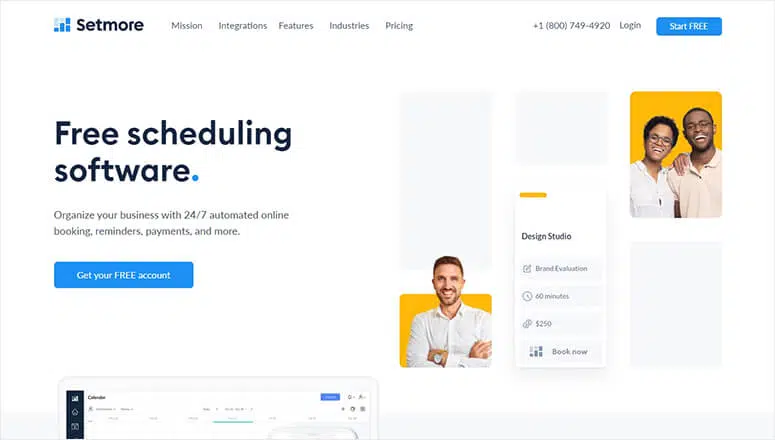 Setmore
Mission Integrations Features Industries Pricing
+1 (800) 749-4920 Login Start FREE
Free scheduling
software.
Organize your business with 24/7 automated online
booking, reminders, payments, and more.
Get your FREE account
Design Studio
Brand Evaluation
60 minutes
$250
Book now
Calendar